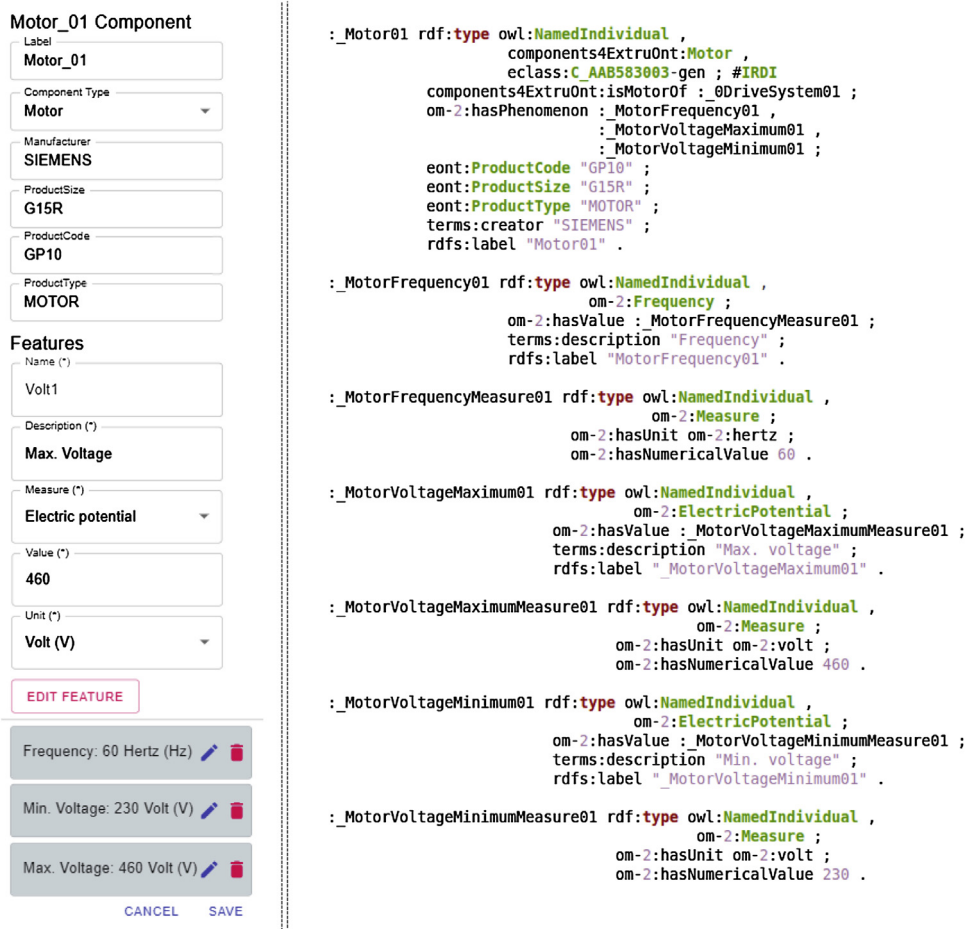 Motor_01 Component
Label
Motor_01
Component Type
Motor
Manufacturer
SIEMENS
ProductSize
G15R
ProductCode
GP10
ProductType
MOTOR
Features
Name (*)
Volt1
Description (*)
Max. Voltage
Measure (*)
Electric potential
Value (*)
460
Unit (*)
Volt (V)
EDIT FEATURE
Frequency: 60 Hertz (Hz)
Min. Voltage: 230 Volt (V)
Max. Voltage: 460 Volt (V)
CANCEL SAVE
:_Motor01 rdf:type owl:NamedIndividual ,
components4ExtruOnt:Motor ,
eclass:C_AAB583003-gen ; #IRDI
components4ExtruOnt:isMotorOf :_0DriveSystem01 ;
om-2:hasPhenomenon :_MotorFrequency01 ,
:_MotorVoltageMaximum01 ,
:_MotorVoltageMinimum01 ;
eont:ProductCode "GP10" ;
eont:ProductSize "G15R" ;
eont:ProductType "MOTOR" ;
terms:creator "SIEMENS" ;
rdfs:label "Motor01" .
:_MotorFrequency01 rdf:type owl:NamedIndividual ,
om-2:Frequency ;
om-2:hasValue :_MotorFrequencyMeasure01 ;
terms:description "Frequency" ;
rdfs:label "MotorFrequency01" .
:_MotorFrequencyMeasure01 rdf:type owl:NamedIndividual ,
om-2:Measure ;
om-2:hasUnit om-2:hertz ;
om-2:hasNumericalValue 60 .
:_MotorVoltageMaximum01 rdf:type owl:NamedIndividual ,
om-2:ElectricPotential ;
om-2:hasValue :_MotorVoltageMaximumMeasure01 ;
terms:description "Max. voltage" ;
rdfs:label "_MotorVoltageMaximum01" .
:_MotorVoltageMaximumMeasure01 rdf:type owl:NamedIndividual ,
om-2:Measure ;
om-2:hasUnit om-2:volt ;
om-2:hasNumericalValue 460 .
:_MotorVoltageMinimum01 rdf:type owl:NamedIndividual ,
om-2:ElectricPotential ;
om-2:hasValue :_MotorVoltageMinimumMeasure01 ;
terms:description "Min. voltage" ;
rdfs:label "_MotorVoltageMinimum01" .
:_MotorVoltageMinimumMeasure01 rdf:type owl:NamedIndividual ,
om-2:Measure ;
om-2:hasUnit om-2:volt ;
om-2:hasNumericalValue 230 .